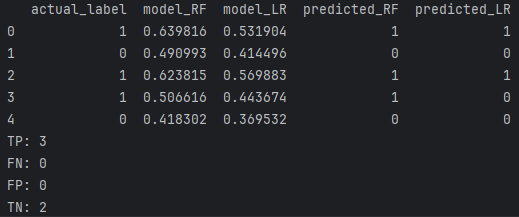 actual_label model_RF model_LR predicted_RF predicted_LR
0 1 0.639816 0.531904 1 1
1 0 0.490993 0.414496 0 0
2 1 0.623815 0.569883 1 1
3 1 0.506616 0.443674 1 0
4 0 0.418302 0.369532 0 0
TP: 3
FN: 0
FP: 0
TN: 2